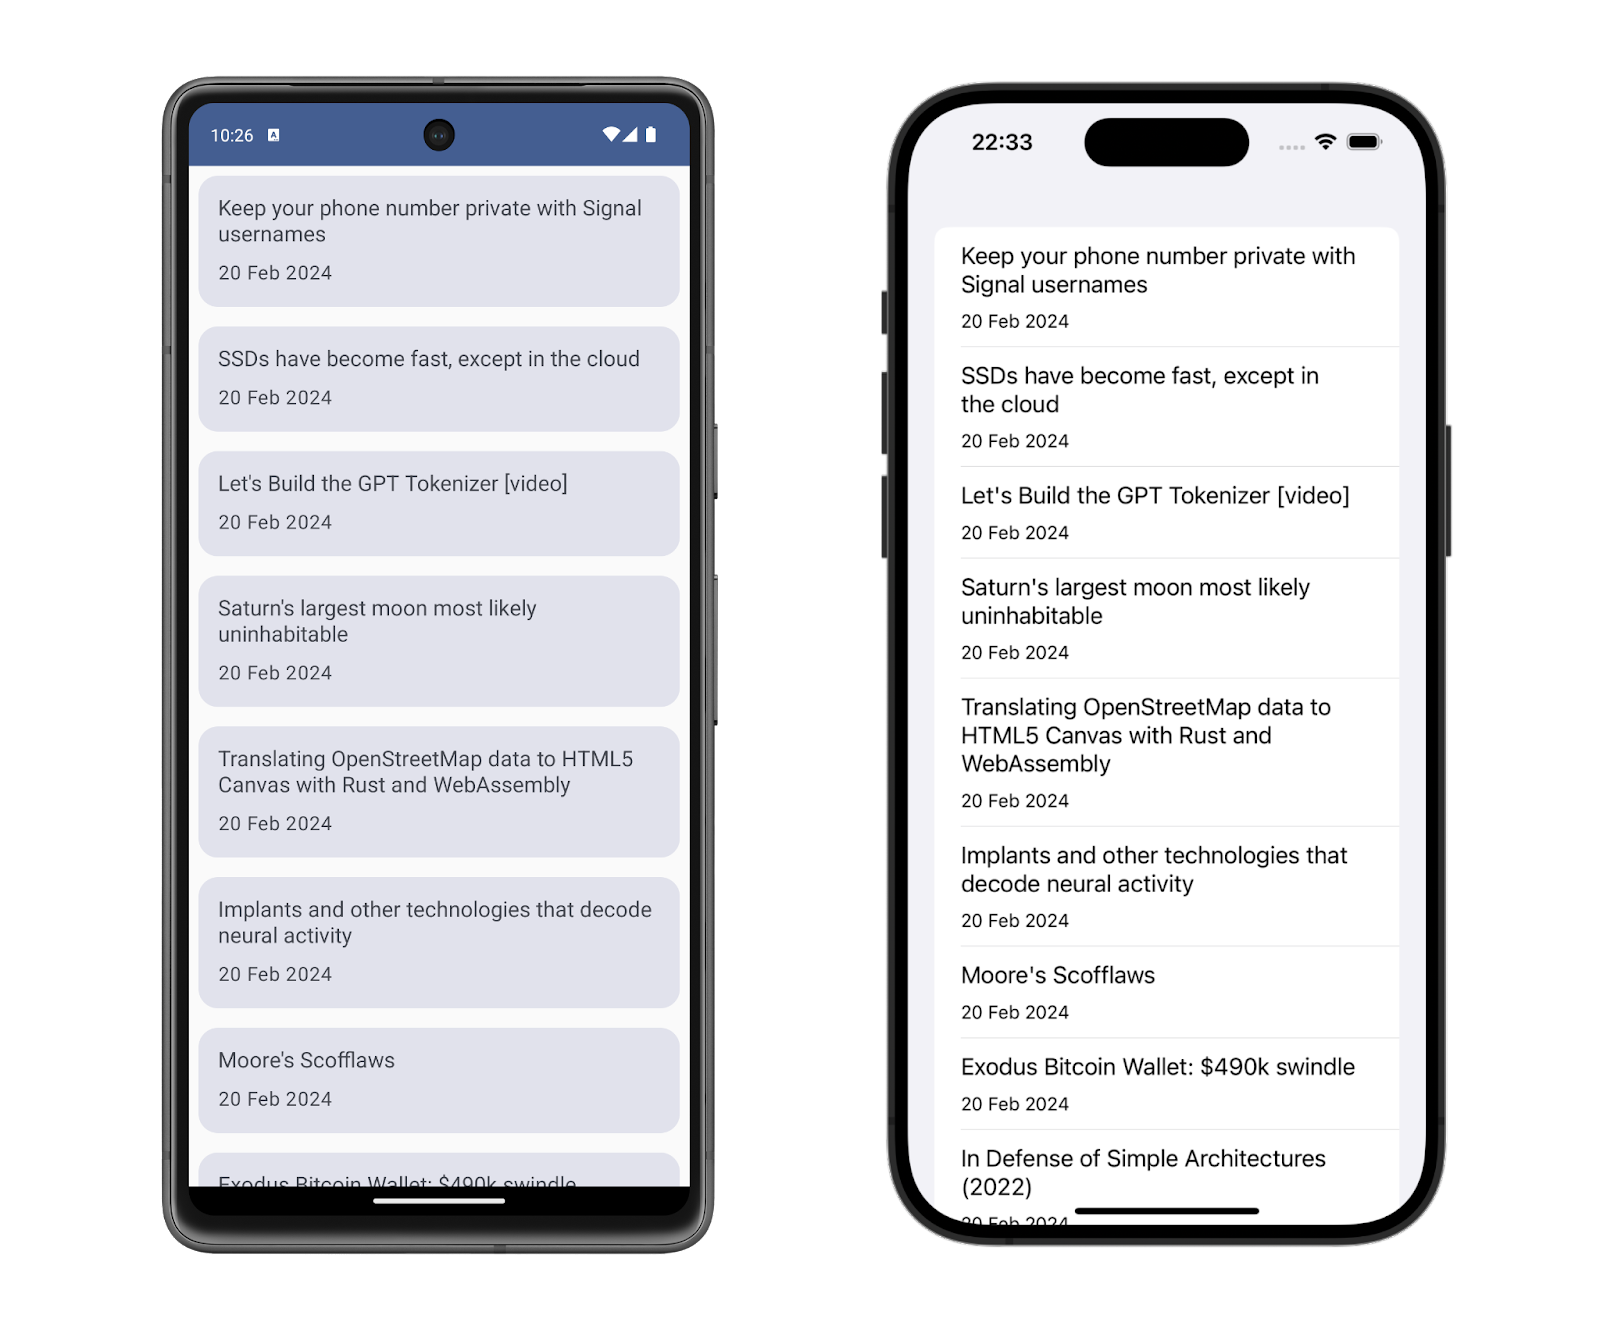 10:26
Keep your phone number private with Signal
usernames
20 Feb 2024
SSDs have become fast, except in the cloud
20 Feb 2024
Let's Build the GPT Tokenizer [video]
20 Feb 2024
Saturn's largest moon most likely
uninhabitable
20 Feb 2024
Translating OpenStreetMap data to HTML5
Canvas with Rust and WebAssembly
20 Feb 2024
Implants and other technologies that decode
neural activity
20 Feb 2024
Moore's Scofflaws
20 Feb 2024
Exodus Bitcoin Wallet: $490k swindle
22:33
Keep your phone number private with
Signal usernames
20 Feb 2024
SSDs have become fast, except in
the cloud
20 Feb 2024
Let's Build the GPT Tokenizer [video]
20 Feb 2024
Saturn's largest moon most likely
uninhabitable
20 Feb 2024
Translating OpenStreetMap data to
HTML5 Canvas with Rust and
WebAssembly
20 Feb 2024
Implants and other technologies that
decode neural activity
20 Feb 2024
Moore's Scofflaws
20 Feb 2024
Exodus Bitcoin Wallet: $490k swindle
20 Feb 2024
In Defense of Simple Architectures
(2022)
20 Feb 2024